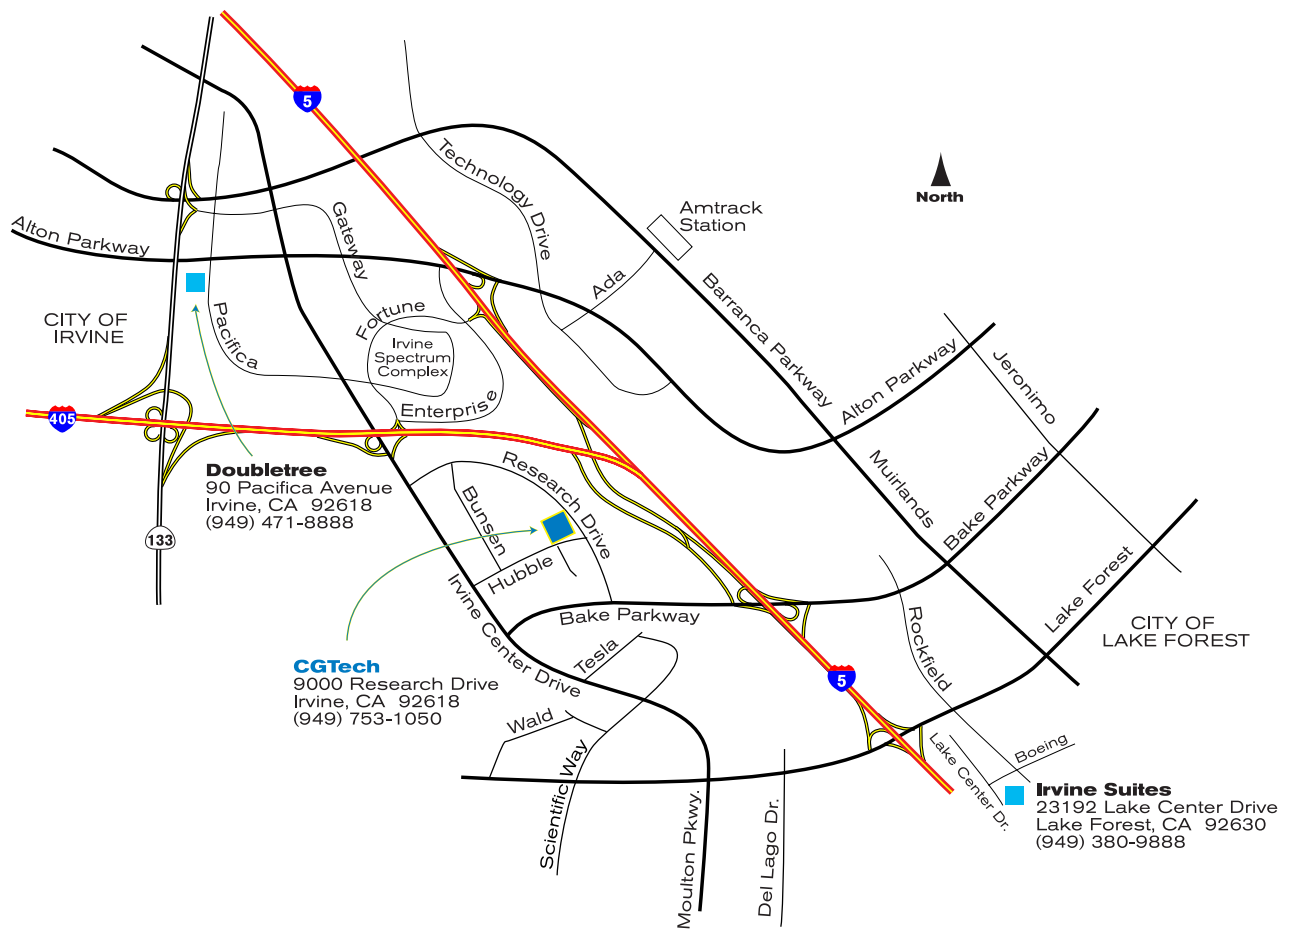 5
Technology Drive
North
Amtrack
Station
Gateway
Alton Parkway
Ada
Barranca Parkway
CITY OF
IRVINE
Pacifica
Fortune
Irvine
Spectrum
Complex
Enterprise
Alton Parkway
Jeronimo
405
Doubletree
90 Pacifica Avenue
Irvine, CA 92618
(949) 471-8888
133
Research Drive
Bunsen
Hubble
Muirlands
Bake Parkway
Lake Forest
CITY OF
LAKE FOREST
Irvine Center Drive
Bake Parkway
Tesla
Rockfield
CGTech
9000 Research Drive
Irvine, CA 92618
(949) 753-1050
5
Wald
Scientific Way
Moulton Pkwy.
Del Lago Dr.
Lake Center Dr.
Boeing
Irvine Suites
23192 Lake Center Drive
Lake Forest, CA 92630
(949) 380-9888